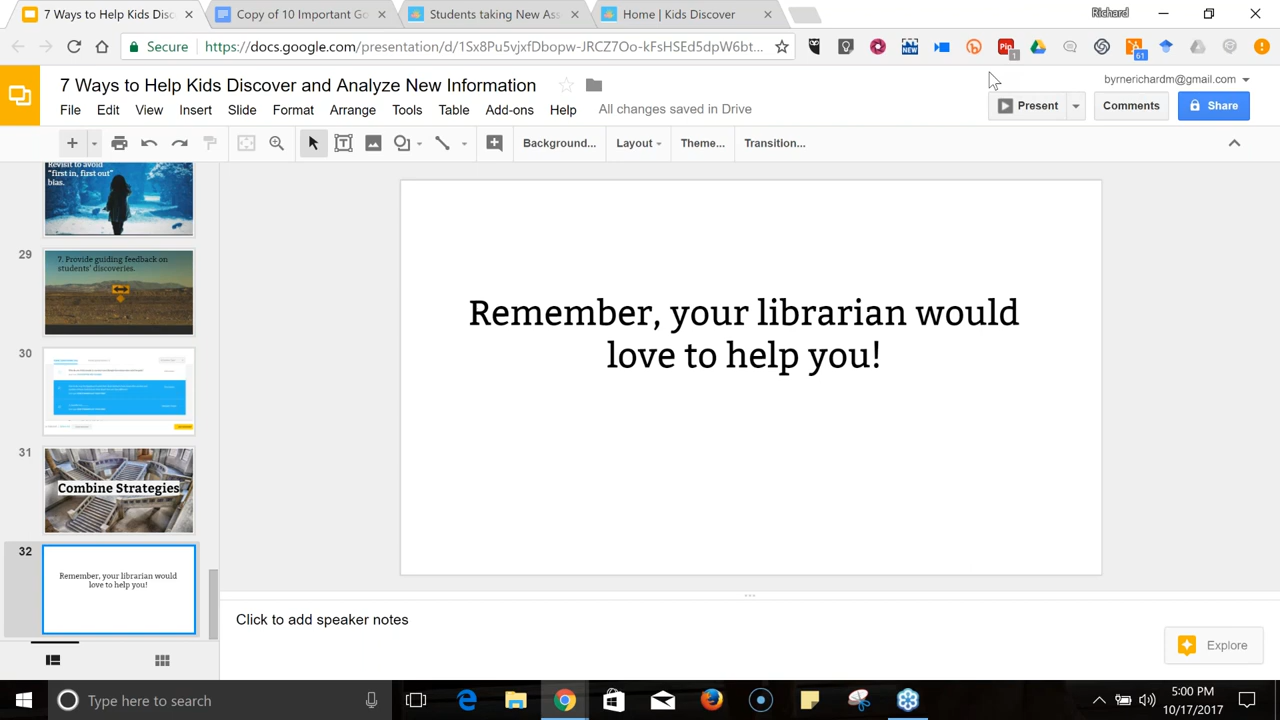 Richard
7 Ways to Help Kids Disc
Copy of 10 Important Go
Students taking New Ass
Home | Kids Discover
Secure
https://docs.google.com/presentation/d/1Sx8Pu5vjxfDbopw-JRCZ7Oo-kFsHSEd5dpW6bt...
NEW
Pin
1
61
7 Ways to Help Kids Discover and Analyze New Information
byrnerichardm@gmail.com
File Edit View Insert Slide Format Arrange Tools Table Add-ons Help All changes saved in Drive
Present
Comments
Share
Background... Layout Theme... Transition...
Revisit to avoid
"first in, first out"
bias.
29
7. Provide guiding feedback on
students' discoveries.
30
31
Combine Strategies
32
Remember, your librarian would
love to help you!
Remember, your librarian would
love to help you!
Click to add speaker notes
Explore
Type here to search
5:00 PM
10/17/2017